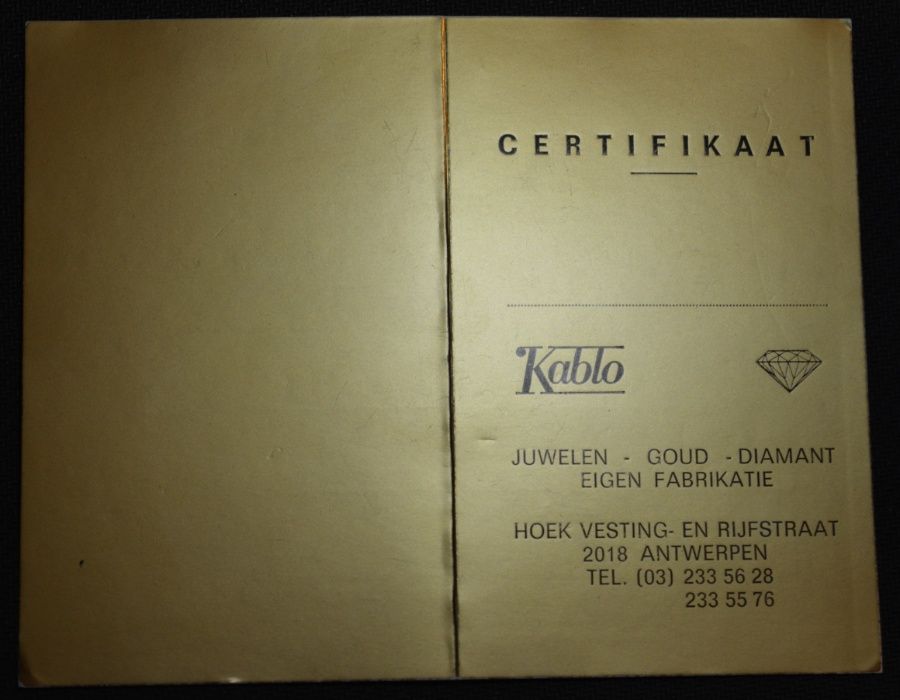 CERTIFIKAAT
Kablo
JUWELEN - GOUD - DIAMANT
EIGEN FABRIKATIE
HOEK VESTING- EN RIJFSTRAAT
2018 ANTWERPEN
TEL. (03) 233 56 28
233 55 76